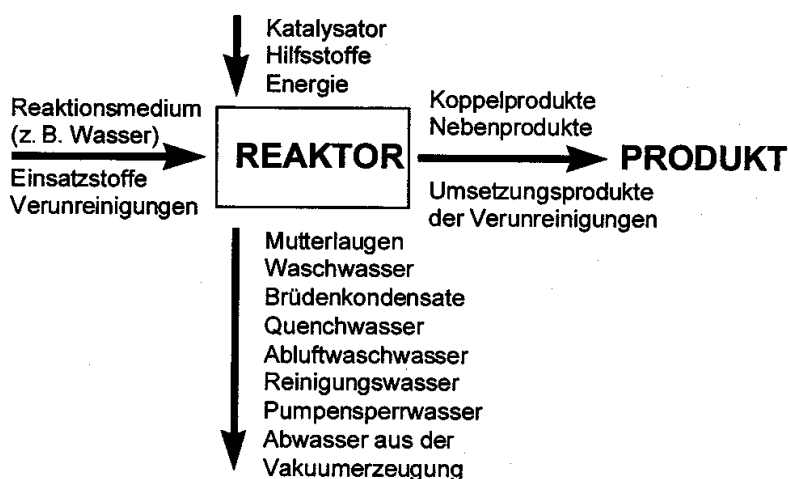 Katalysator
Hilfsstoffe
Energie
Reaktionsmedium
(z. B. Wasser)
Einsatzstoffe
Verunreinigungen
REAKTOR
Koppelprodukte
Nebenprodukte
Umsetzungsprodukte
der Verunreinigungen
PRODUKT
Mutterlaugen
Waschwasser
Brüdenkondensate
Quenchwasser
Abluftwaschwasser
Reinigungswasser
Pumpensperrwasser
Abwasser aus der
Vakuumerzeugung